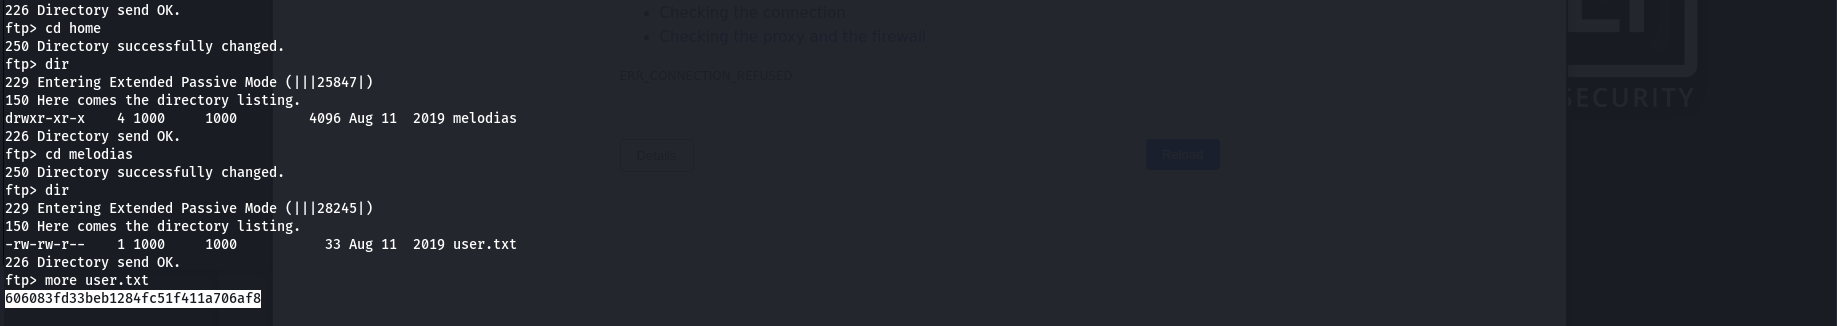 226 Directory send OK.
ftp> cd home
250 Directory successfully changed.
ftp> dir
229 Entering Extended Passive Mode (|||25847|)
150 Here comes the directory listing.
drwxr-xr-x    4 1000     1000         4096 Aug 11  2019 melodias
226 Directory send OK.
ftp> cd melodias
250 Directory successfully changed.
ftp> dir
229 Entering Extended Passive Mode (|||28245|)
150 Here comes the directory listing.
-rw-rw-r--    1 1000     1000           33 Aug 11  2019 user.txt
226 Directory send OK.
ftp> more user.txt
606083fd33beb1284fc51f411a706af8
Checking the connection
Checking the proxy and the firewall
ERR_CONNECTION_REFUSED
Details
Reload
SECURITY